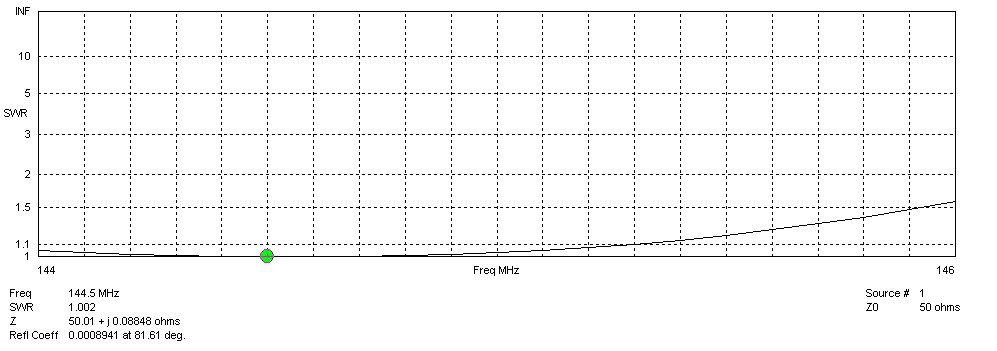 INF
10
5
SWR
3
2
1.5
1.1
1
144 Freq MHz 146
Freq 144.5 MHz Source # 1
SWR 1.002 Z0 50 ohms
Z 50.01 + j 0.08848 ohms
Refl Coeff 0.0008941 at 81.61 deg.